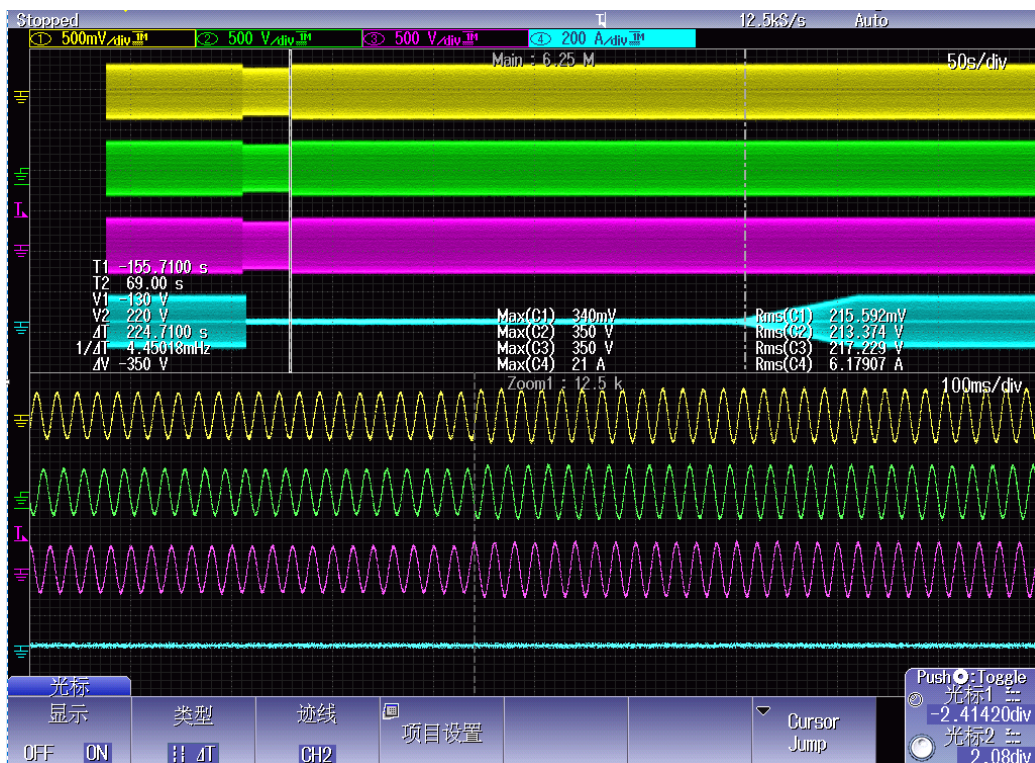 Stopped 12.5kS/s Auto
① 500mV/div 1M ② 500 V/div 1M ③ 500 V/div 1M ④ 200 A/div 1M
Main : 6.25 M 50s/div
T1 -155.7100 s
T2 69.00 s
V1 -130 V
V2 220 V
ΔT 224.7100 s
1/ΔT 4.45018mHz
ΔV -350 V
Max(C1) 340mV
Max(C2) 350 V
Max(C3) 350 V
Max(C4) 21 A
Rms(C1) 215.592mV
Rms(C2) 213.374 V
Rms(C3) 217.229 V
Rms(C4) 6.17907 A
Zoom1 : 12.5 k 100ms/div
光标
显示
OFF ON
类型
ΔT
迹线
CH2
项目设置
Cursor
Jump
Push:Toggle
光标1
-2.41420div
光标2
2.08div